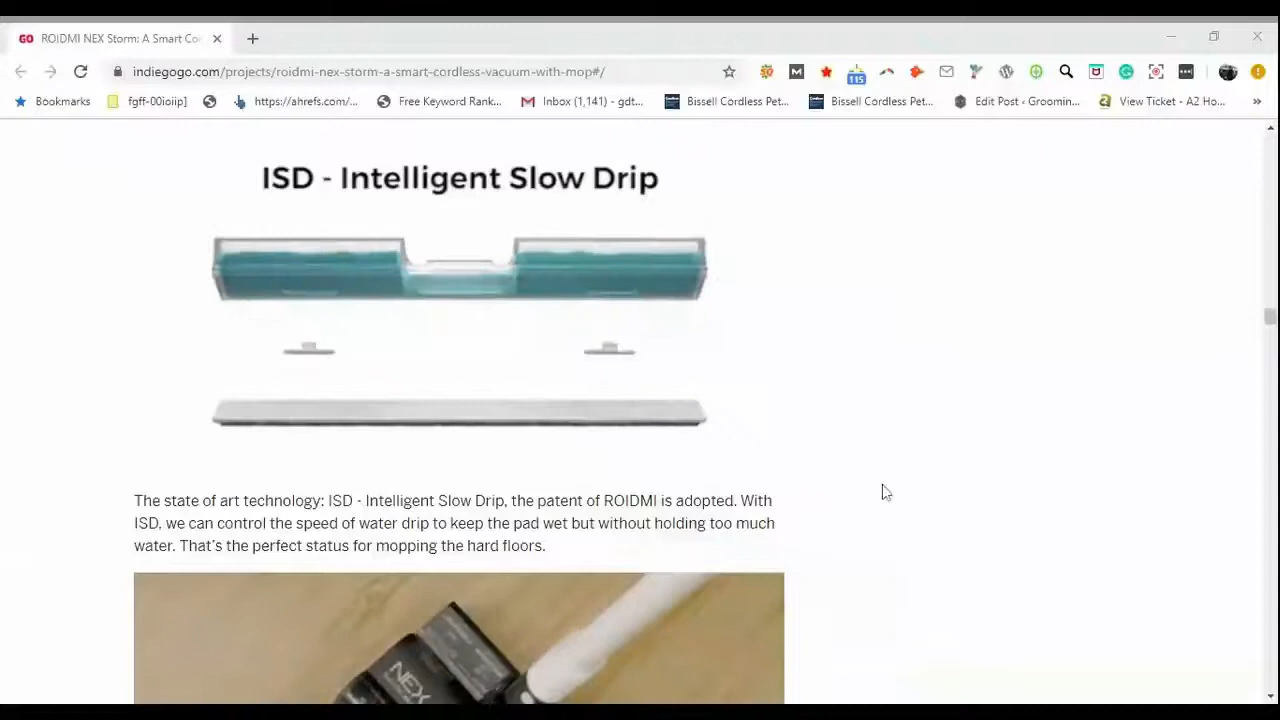 GO ROIDMI NEX Storm: A Smart Co
indiegogo.com/projects/roidmi-nex-storm-a-smart-cordless-vacuum-with-mop#/
115
Bookmarks fgff-00ioiip] https://ahrefs.com/... Free Keyword Rank... Inbox (1,141) - gdt... Bissell Cordless Pet... Bissell Cordless Pet... Edit Post ‹ Groomin... View Ticket - A2 Ho... »
ISD - Intelligent Slow Drip
The state of art technology: ISD - Intelligent Slow Drip, the patent of ROIDMI is adopted. With
ISD, we can control the speed of water drip to keep the pad wet but without holding too much
water. That's the perfect status for mopping the hard floors.
NEX